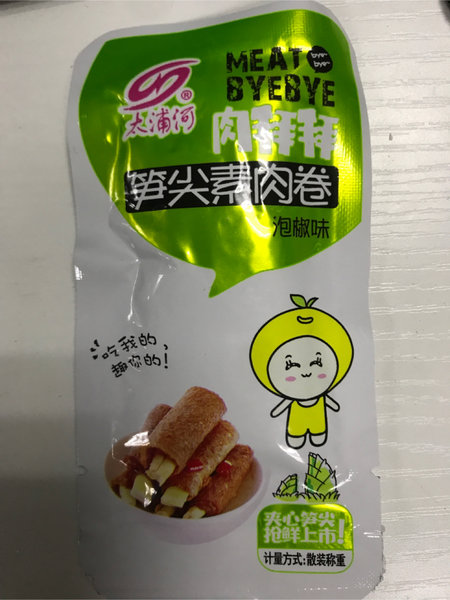 MEAT
bye~
bye~
BYEBYE
®
太浦河
肉拜拜
笋尖素肉卷
泡椒味
吃我的,
趣你的!
夹心笋尖
抢鲜上市!
计量方式:散装称重